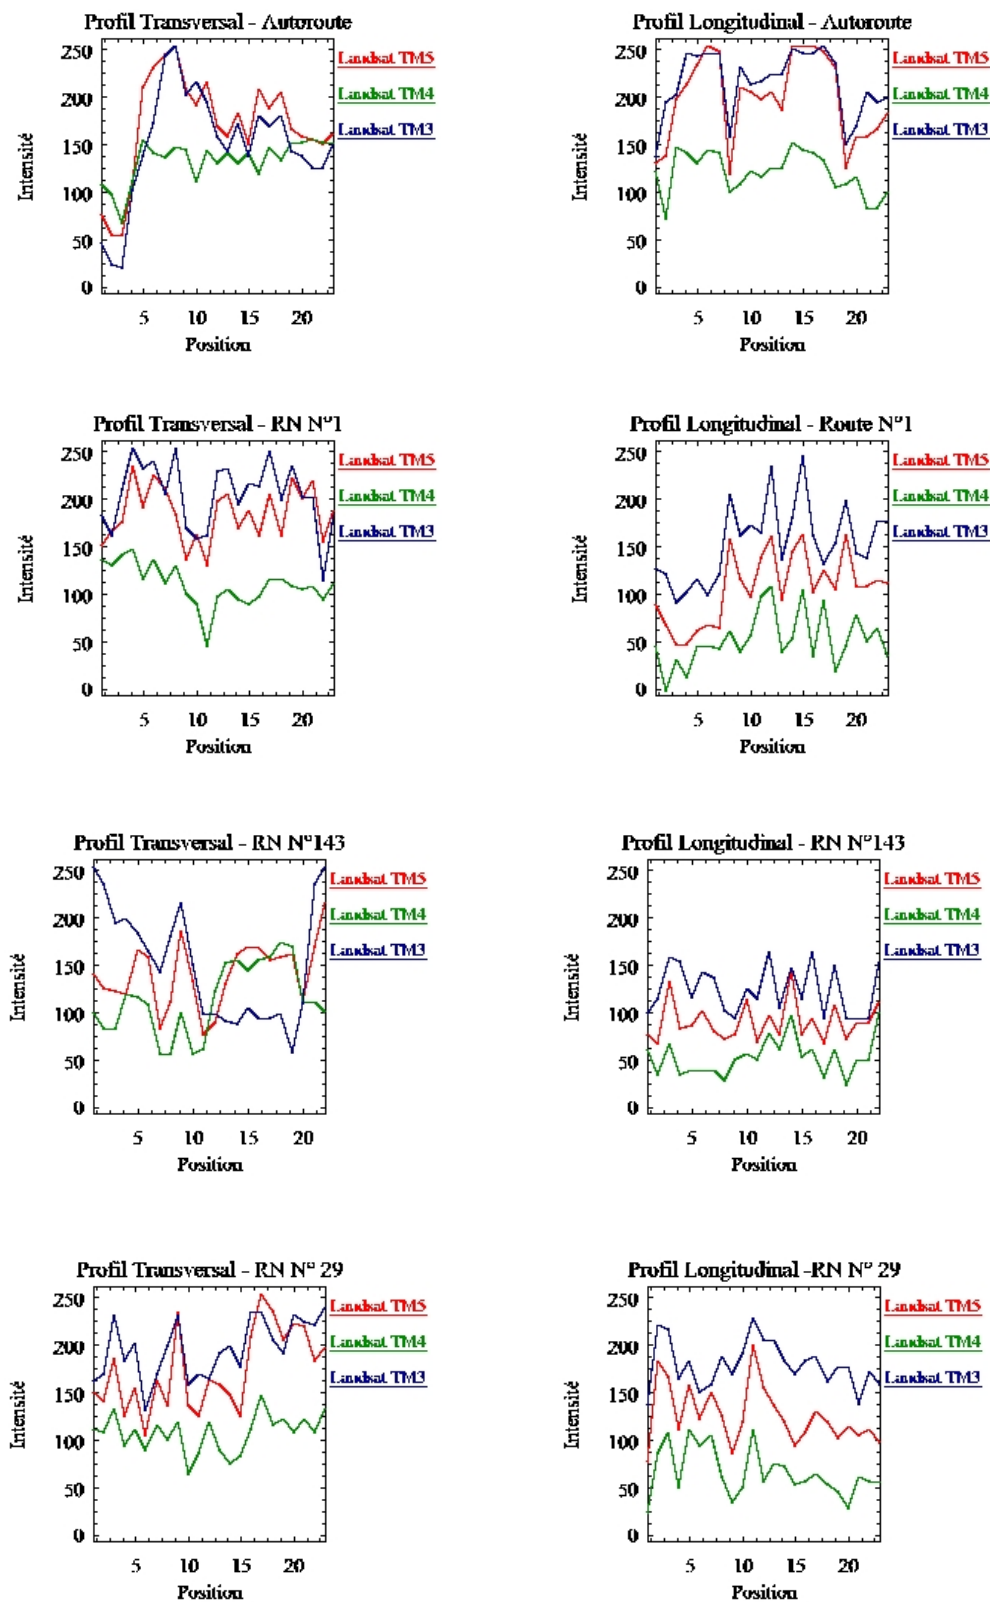 Profil Transversal - Autoroute
250
200
150
100
50
0
Intensité
5 10 15 20
Position
Landsat TM5
Landsat TM4
Landsat TM3
Profil Longitudinal - Autoroute
250
200
150
100
50
0
Intensité
5 10 15 20
Position
Landsat TM5
Landsat TM4
Landsat TM3
Profil Transversal - RN N°1
250
200
150
100
50
0
Intensité
5 10 15 20
Position
Landsat TM5
Landsat TM4
Landsat TM3
Profil Longitudinal - Route N°1
250
200
150
100
50
0
Intensité
5 10 15 20
Position
Landsat TM5
Landsat TM4
Landsat TM3
Profil Transversal - RN N°143
250
200
150
100
50
0
Intensité
5 10 15 20
Position
Landsat TM5
Landsat TM4
Landsat TM3
Profil Longitudinal - RN N°143
250
200
150
100
50
0
Intensité
5 10 15 20
Position
Landsat TM5
Landsat TM4
Landsat TM3
Profil Transversal - RN N° 29
250
200
150
100
50
0
Intensité
5 10 15 20
Position
Landsat TM5
Landsat TM4
Landsat TM3
Profil Longitudinal -RN N° 29
250
200
150
100
50
0
Intensité
5 10 15 20
Position
Landsat TM5
Landsat TM4
Landsat TM3